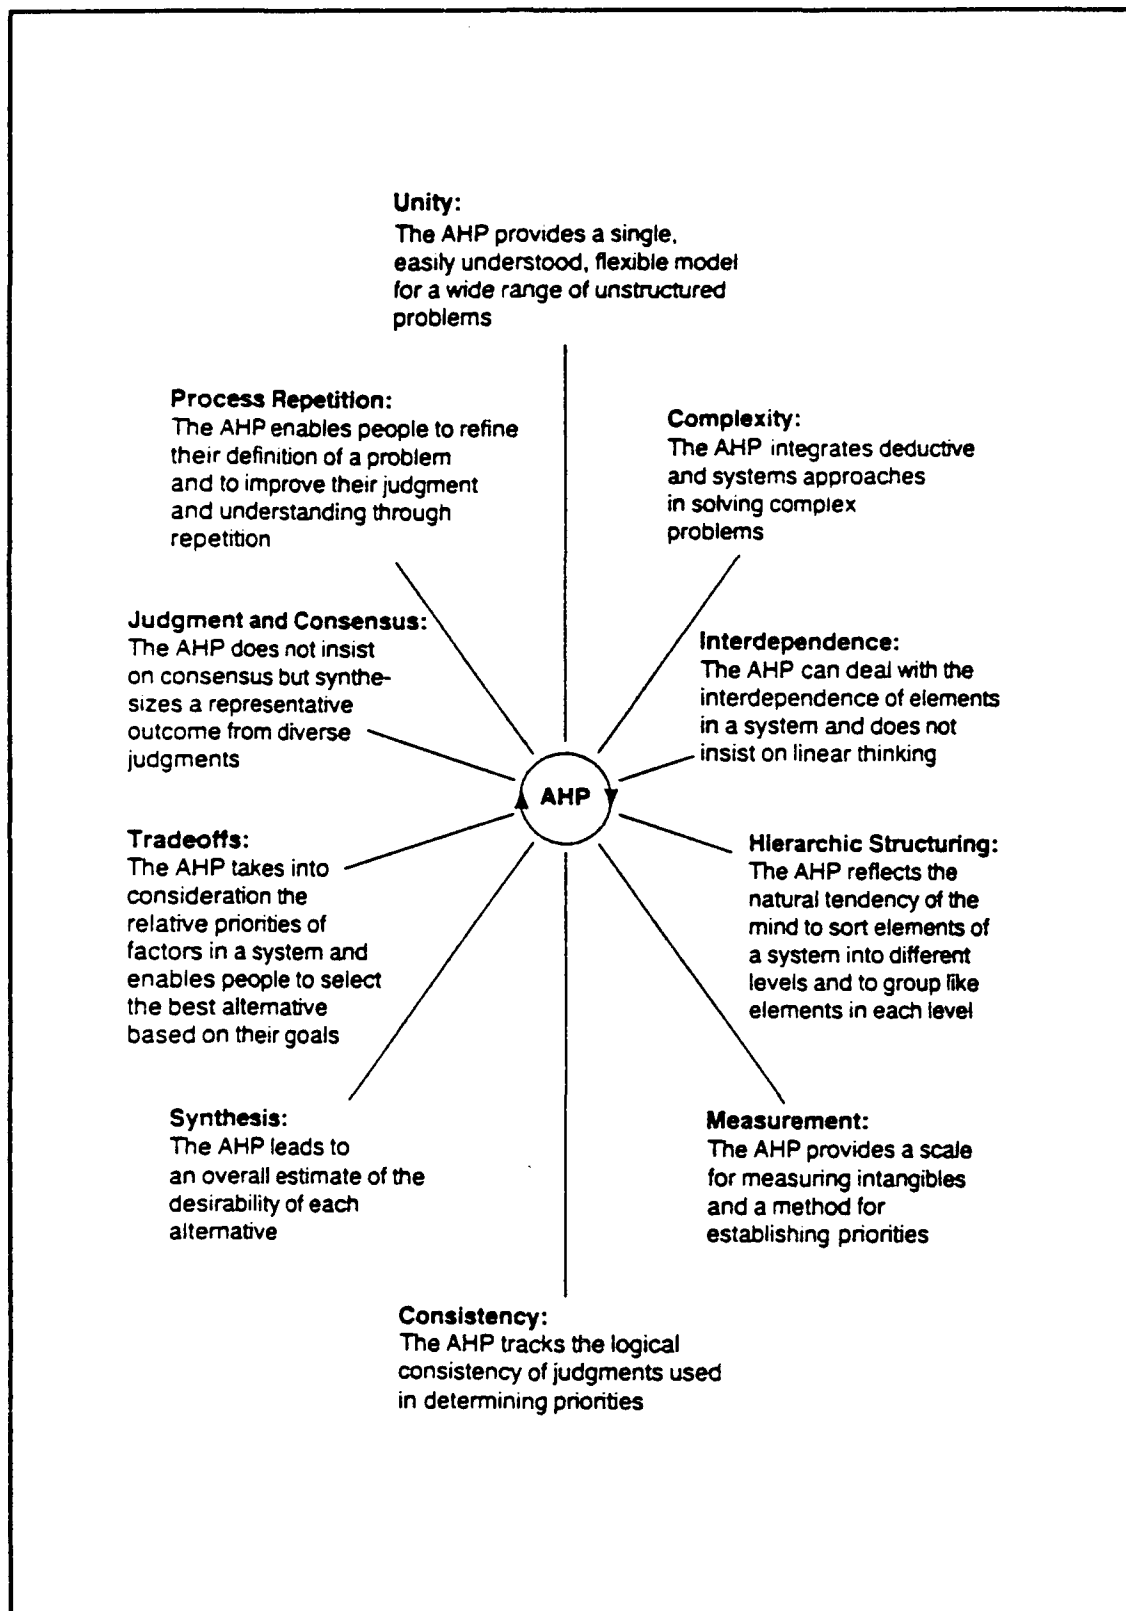 Unity:
The AHP provides a single,
easily understood, flexible model
for a wide range of unstructured
problems
Process Repetition:
The AHP enables people to refine
their definition of a problem
and to improve their judgment
and understanding through
repetition
Complexity:
The AHP integrates deductive
and systems approaches
in solving complex
problems
Judgment and Consensus:
The AHP does not insist
on consensus but synthe-
sizes a representative
outcome from diverse
judgments
Interdependence:
The AHP can deal with the
interdependence of elements
in a system and does not
insist on linear thinking
AHP
Tradeoffs:
The AHP takes into
consideration the
relative priorities of
factors in a system and
enables people to select
the best alternative
based on their goals
Hierarchic Structuring:
The AHP reflects the
natural tendency of the
mind to sort elements of
a system into different
levels and to group like
elements in each level
Synthesis:
The AHP leads to
an overall estimate of the
desirability of each
alternative
Measurement:
The AHP provides a scale
for measuring intangibles
and a method for
establishing priorities
Consistency:
The AHP tracks the logical
consistency of judgments used
in determining priorities